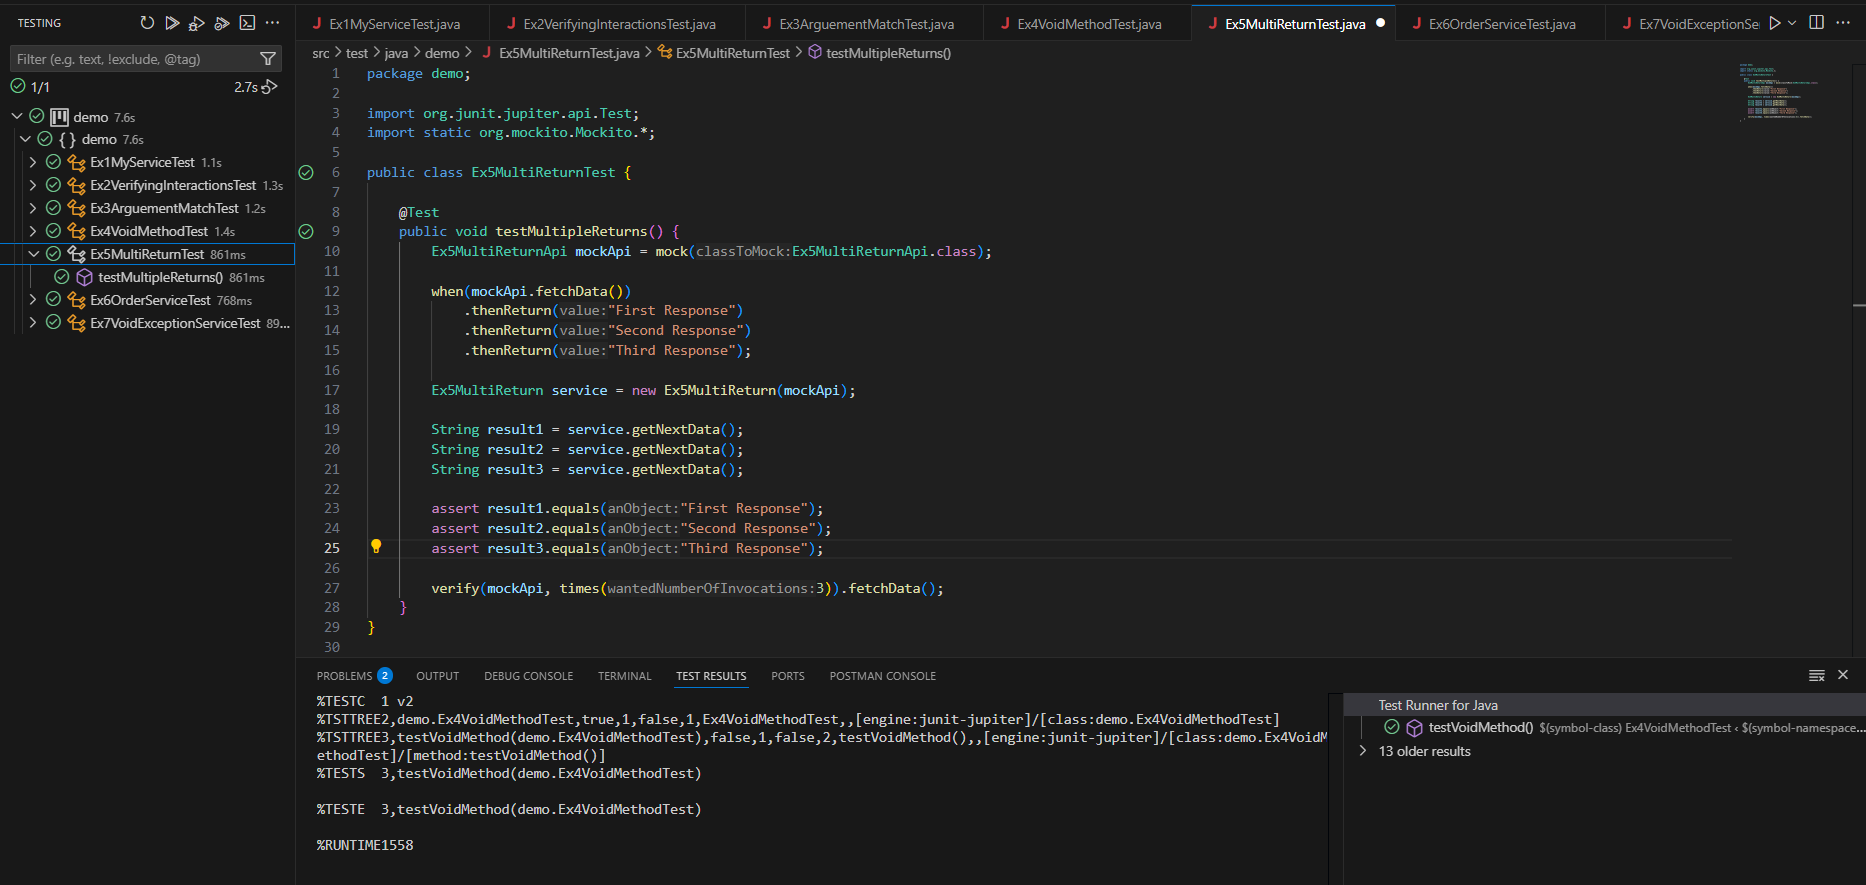 TESTING
Filter (e.g. text, !exclude, @tag)
1/1
2.7s
demo 7.6s
{} demo 7.6s
Ex1MyServiceTest 1.1s
Ex2VerifyingInteractionsTest 1.3s
Ex3ArguementMatchTest 1.2s
Ex4VoidMethodTest 1.4s
Ex5MultiReturnTest 861ms
testMultipleReturns() 861ms
Ex6OrderServiceTest 768ms
Ex7VoidExceptionServiceTest 89...
J Ex1MyServiceTest.java
J Ex2VerifyingInteractionsTest.java
J Ex3ArguementMatchTest.java
J Ex4VoidMethodTest.java
J Ex5MultiReturnTest.java
J Ex6OrderServiceTest.java
J Ex7VoidExceptionSe
src > test > java > demo > J Ex5MultiReturnTest.java > Ex5MultiReturnTest > testMultipleReturns()
1 package demo;
2
3 import org.junit.jupiter.api.Test;
4 import static org.mockito.Mockito.*;
5
6 public class Ex5MultiReturnTest {
7
8 @Test
9 public void testMultipleReturns() {
10 Ex5MultiReturnApi mockApi = mock(classToMock:Ex5MultiReturnApi.class);
11
12 when(mockApi.fetchData())
13 .thenReturn(value:"First Response")
14 .thenReturn(value:"Second Response")
15 .thenReturn(value:"Third Response");
16
17 Ex5MultiReturn service = new Ex5MultiReturn(mockApi);
18
19 String result1 = service.getNextData();
20 String result2 = service.getNextData();
21 String result3 = service.getNextData();
22
23 assert result1.equals(anObject:"First Response");
24 assert result2.equals(anObject:"Second Response");
25 assert result3.equals(anObject:"Third Response");
26
27 verify(mockApi, times(wantedNumberOfInvocations:3)).fetchData();
28 }
29 }
30
PROBLEMS 2 OUTPUT DEBUG CONSOLE TERMINAL TEST RESULTS PORTS POSTMAN CONSOLE
%TESTC 1 v2
%TSTTREE2,demo.Ex4VoidMethodTest,true,1,false,1,Ex4VoidMethodTest,,[engine:junit-jupiter]/[class:demo.Ex4VoidMethodTest]
%TSTTREE3,testVoidMethod(demo.Ex4VoidMethodTest),false,1,false,2,testVoidMethod(),,[engine:junit-jupiter]/[class:demo.Ex4VoidM
ethodTest]/[method:testVoidMethod()]
%TESTS 3,testVoidMethod(demo.Ex4VoidMethodTest)
%TESTE 3,testVoidMethod(demo.Ex4VoidMethodTest)
%RUNTIME1558
Test Runner for Java
testVoidMethod() $(symbol-class) Ex4VoidMethodTest ‹ $(symbol-namespace...
13 older results